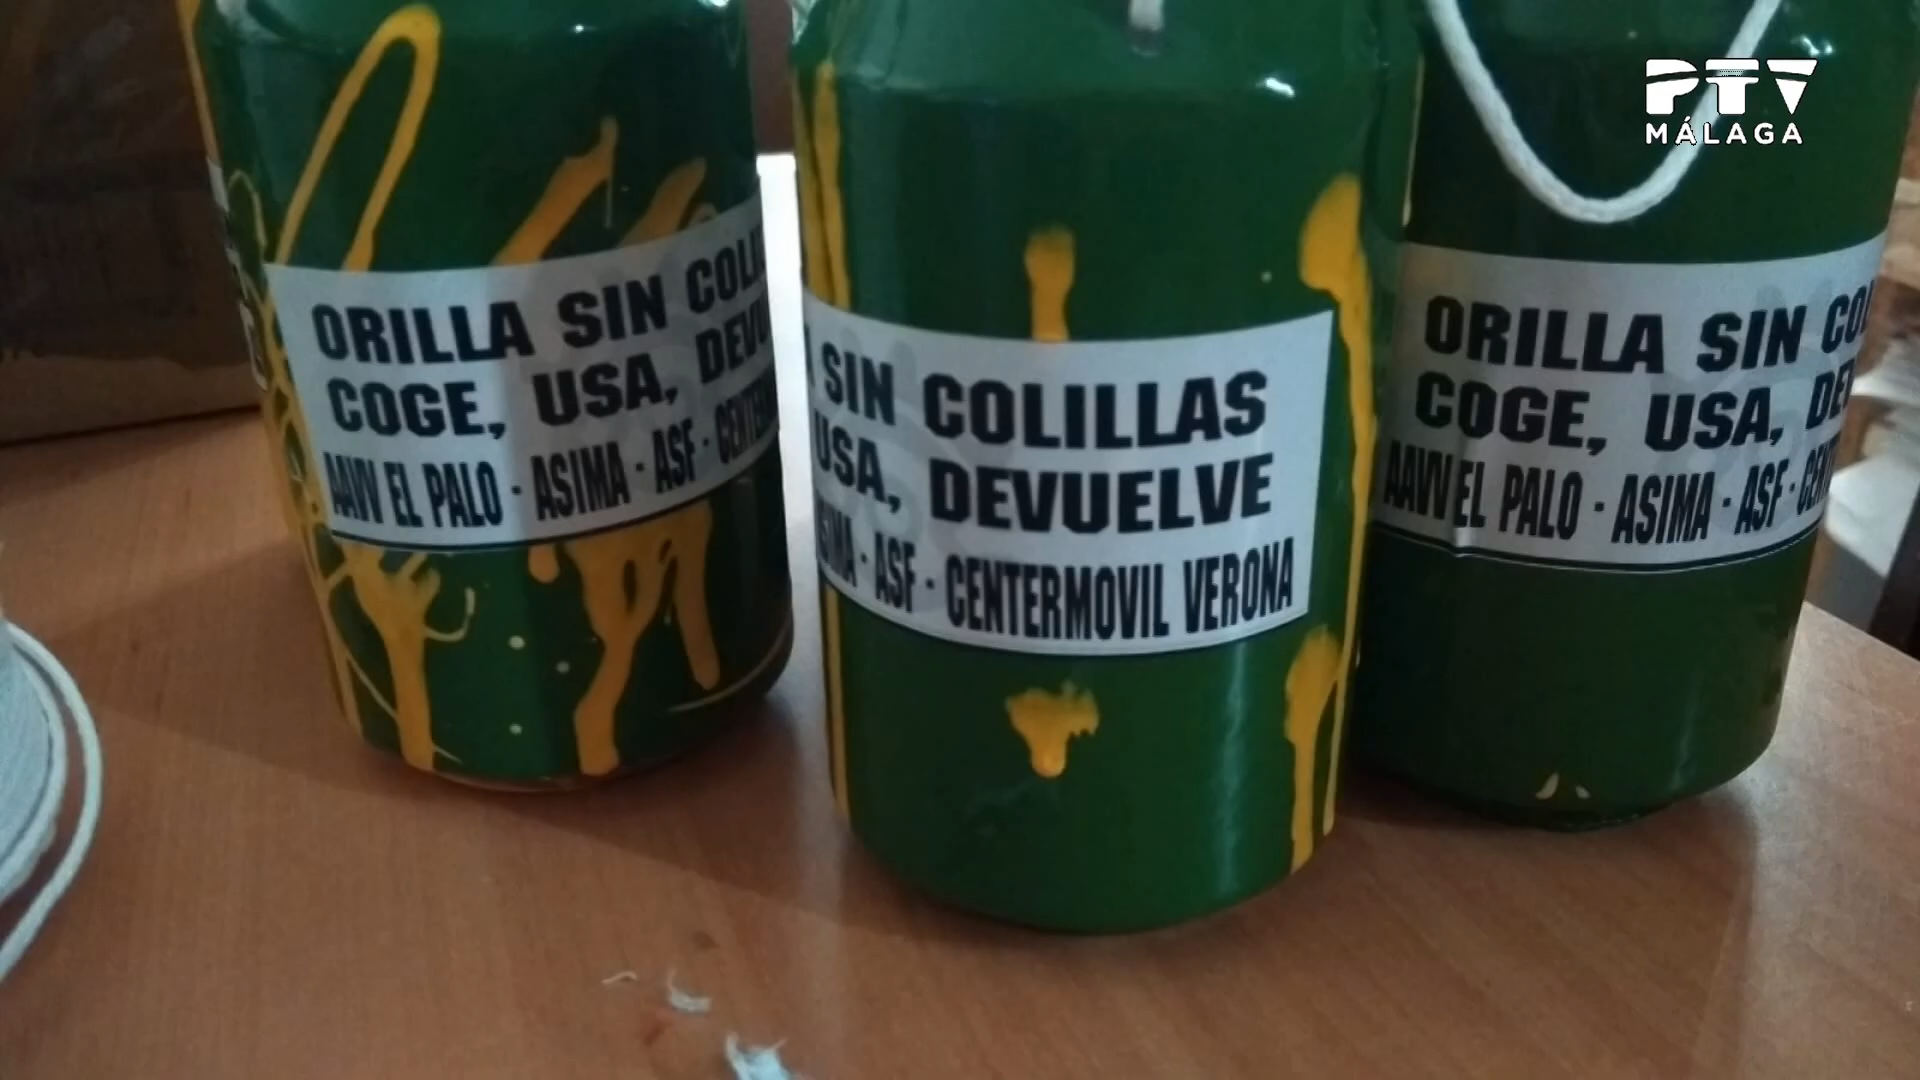 PTV
MÁLAGA
ORILLA SIN
COGE, USA,
AAVV EL PALO · ASIMA · ASF ·
SIN COLILLAS
USA, DEVUELVE
· ASF · CENTERMOVIL VERONA
ORILLA SIN
COGE, USA,
AAVV EL PALO · ASIMA · ASF ·